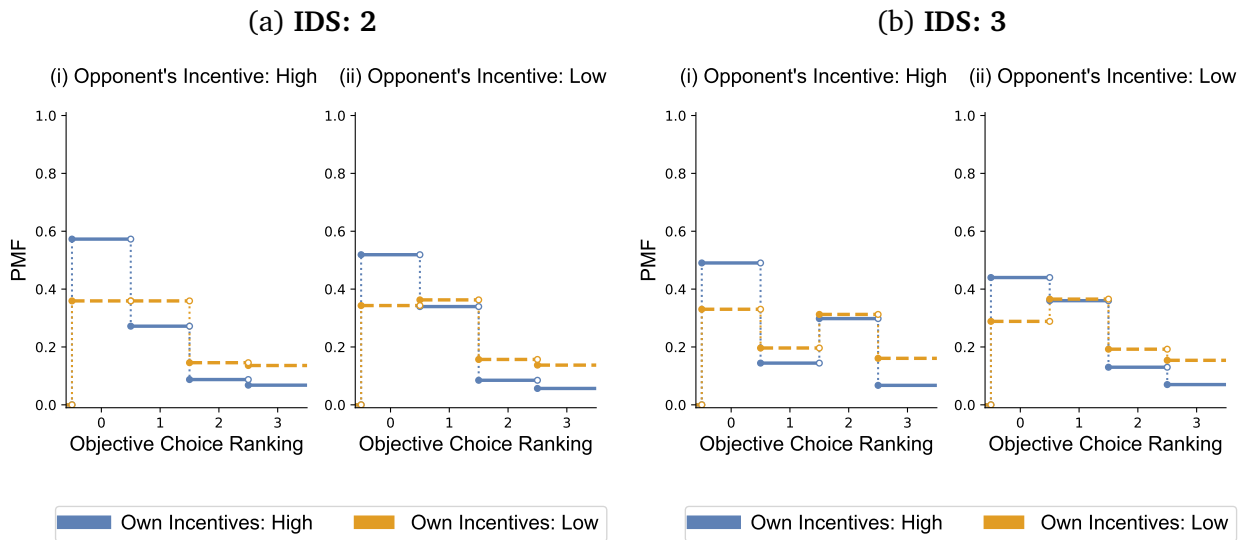 (a) IDS: 2
(b) IDS: 3
(i) Opponent's Incentive: High
(ii) Opponent's Incentive: Low
(i) Opponent's Incentive: High
(ii) Opponent's Incentive: Low
PMF
1.0
0.8
0.6
0.4
0.2
0.0
0 1 2 3
Objective Choice Ranking
1.0
0.8
0.6
0.4
0.2
0.0
0 1 2 3
Objective Choice Ranking
PMF
1.0
0.8
0.6
0.4
0.2
0.0
0 1 2 3
Objective Choice Ranking
1.0
0.8
0.6
0.4
0.2
0.0
0 1 2 3
Objective Choice Ranking
Own Incentives: High
Own Incentives: Low
Own Incentives: High
Own Incentives: Low